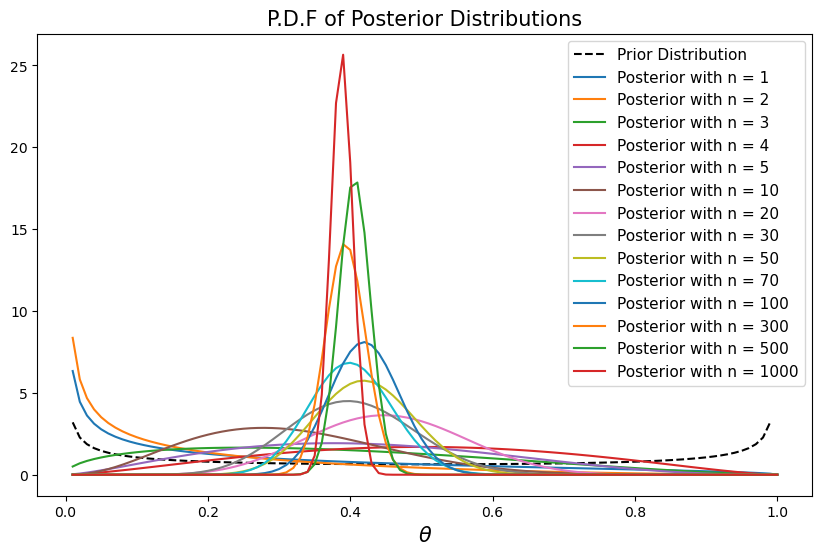 P.D.F of Posterior Distributions
25
20
15
10
5
0
0.0
0.2
0.4
0.6
0.8
1.0
θ
Prior Distribution
Posterior with n = 1
Posterior with n = 2
Posterior with n = 3
Posterior with n = 4
Posterior with n = 5
Posterior with n = 10
Posterior with n = 20
Posterior with n = 30
Posterior with n = 50
Posterior with n = 70
Posterior with n = 100
Posterior with n = 300
Posterior with n = 500
Posterior with n = 1000